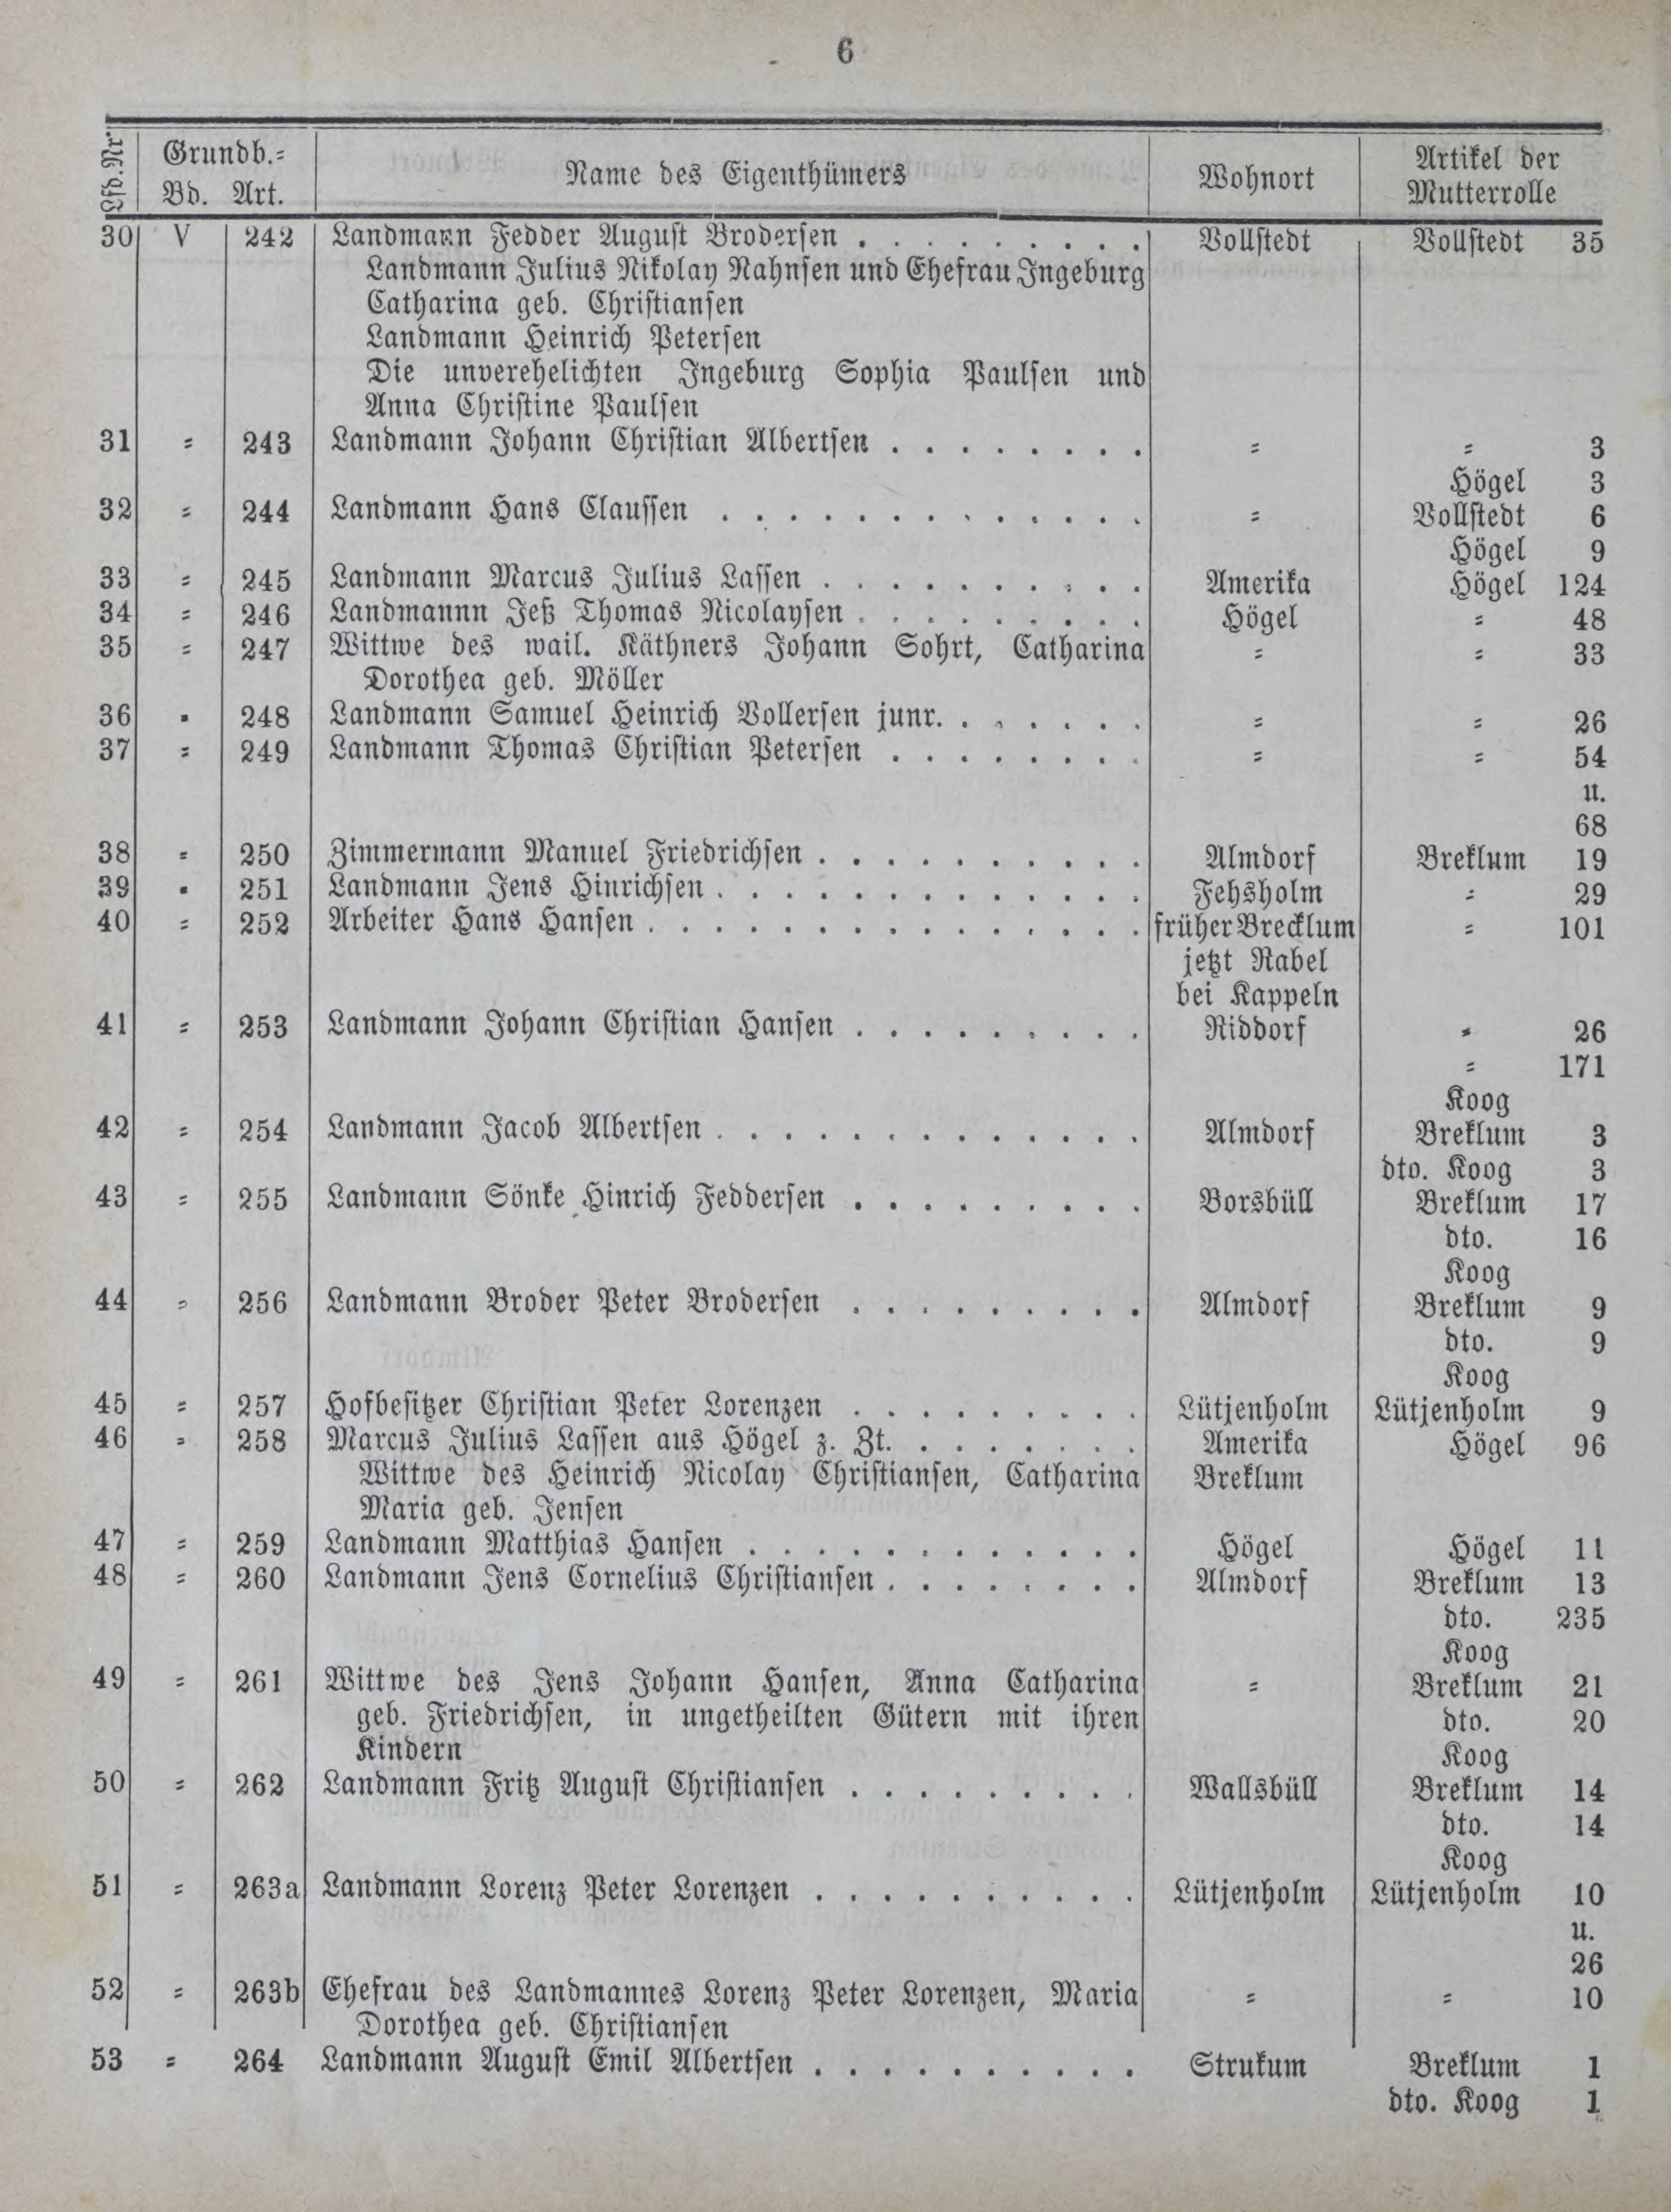 6
Lfd. Nr. Grundb.= Name des Eigenthümers Wohnort Artikel der
Bd. Art. Mutterrolle
30 V 242 Landmann Fedder August Brodersen . . . . . . . . . Vollstedt Vollstedt 35
Landmann Julius Nikolay Nahnsen und Ehefrau Ingeburg
Catharina geb. Christiansen
Landmann Heinrich Petersen
Die unverehelichten Ingeburg Sophia Paulsen und
Anna Christine Paulsen
31 = 243 Landmann Johann Christian Albertsen . . . . . . . . = = 3
Högel 3
32 = 244 Landmann Hans Claussen . . . . . . . . . . . . . = Vollstedt 6
Högel 9
33 = 245 Landmann Marcus Julius Lassen . . . . . . . . . . Amerika Högel 124
34 = 246 Landmannn Jeß Thomas Nicolaysen . . . . . . . . . Högel = 48
35 = 247 Wittwe des wail. Käthners Johann Sohrt, Catharina = = 33
Dorothea geb. Möller
36 = 248 Landmann Samuel Heinrich Vollersen junr. . . . . . . = = 26
37 = 249 Landmann Thomas Christian Petersen . . . . . . . . = = 54
u.
68
38 = 250 Zimmermann Manuel Friedrichsen . . . . . . . . . . Almdorf Breklum 19
39 = 251 Landmann Jens Hinrichsen . . . . . . . . . . . . . Fehsholm = 29
40 = 252 Arbeiter Hans Hansen . . . . . . . . . . . . . . . früher Brecklum = 101
jetzt Rabel
bei Kappeln
41 = 253 Landmann Johann Christian Hansen . . . . . . . . . Riddorf = 26
= 171
Koog
42 = 254 Landmann Jacob Albertsen . . . . . . . . . . . . . Almdorf Breklum 3
dto. Koog 3
43 = 255 Landmann Sönke Hinrich Feddersen . . . . . . . . . Borsbüll Breklum 17
dto. 16
Koog
44 = 256 Landmann Broder Peter Brodersen . . . . . . . . . Almdorf Breklum 9
dto. 9
Koog
45 = 257 Hofbesitzer Christian Peter Lorenzen . . . . . . . . . Lütjenholm Lütjenholm 9
46 = 258 Marcus Julius Lassen aus Högel z. Zt. . . . . . . . Amerika Högel 96
Wittwe des Heinrich Nicolay Christiansen, Catharina Breklum
Maria geb. Jensen
47 = 259 Landmann Matthias Hansen . . . . . . . . . . . . Högel Högel 11
48 = 260 Landmann Jens Cornelius Christiansen . . . . . . . . Almdorf Breklum 13
dto. 235
Koog
49 = 261 Wittwe des Jens Johann Hansen, Anna Catharina = Breklum 21
geb. Friedrichsen, in ungetheilten Gütern mit ihren dto. 20
Kindern Koog
50 = 262 Landmann Fritz August Christiansen . . . . . . . . . Wallsbüll Breklum 14
dto. 14
Koog
51 = 263a Landmann Lorenz Peter Lorenzen . . . . . . . . . . Lütjenholm Lütjenholm 10
u.
26
52 = 263b Ehefrau des Landmannes Lorenz Peter Lorenzen, Maria = = 10
Dorothea geb. Christiansen
53 = 264 Landmann August Emil Albertsen . . . . . . . . . . Strukum Breklum 1
dto. Koog 1